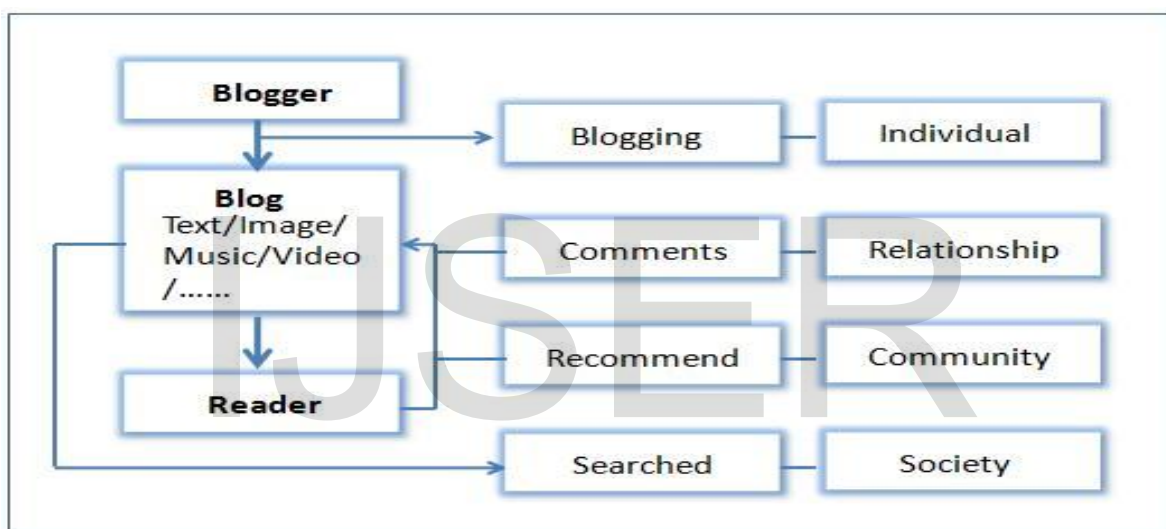 Blogger
Blogging
Individual
Blog
Text/Image/
Music/Video
/......
Comments
Relationship
Recommend
Community
Reader
Searched
Society
IJSER